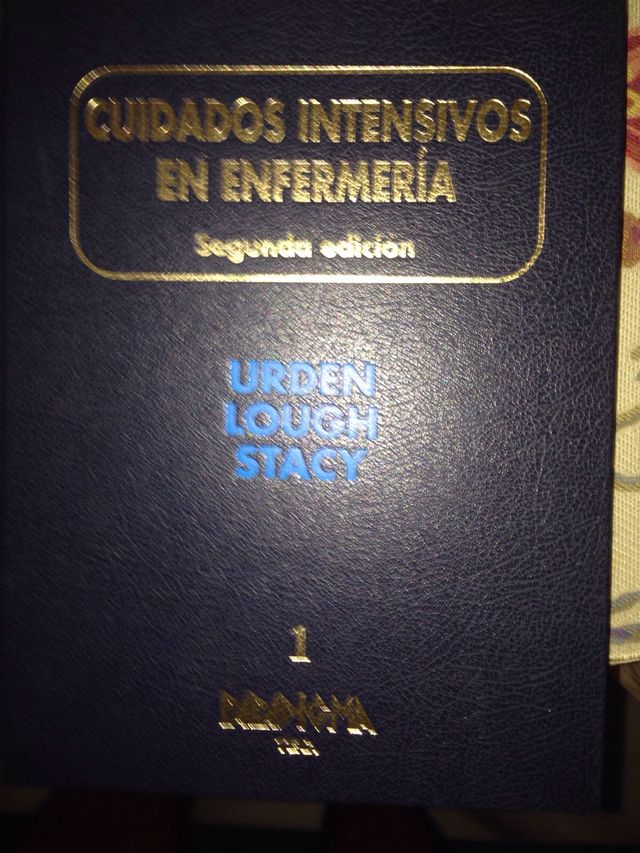 CUIDADOS INTENSIVOS
EN ENFERMERÍA
Segunda edición
URDEN
LOUGH
STACY
1